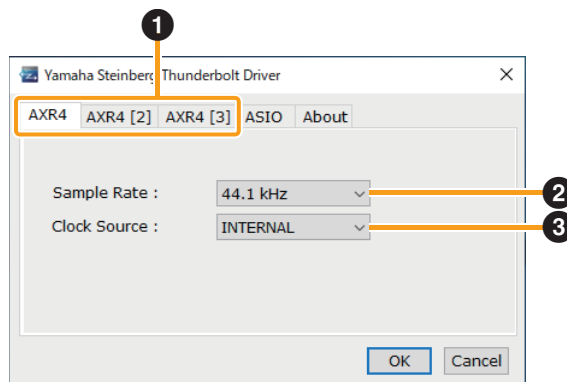 1
Yamaha Steinberg Thunderbolt Driver
AXR4 AXR4 [2] AXR4 [3] ASIO About
Sample Rate : 44.1 kHz 2
Clock Source : INTERNAL 3
OK Cancel